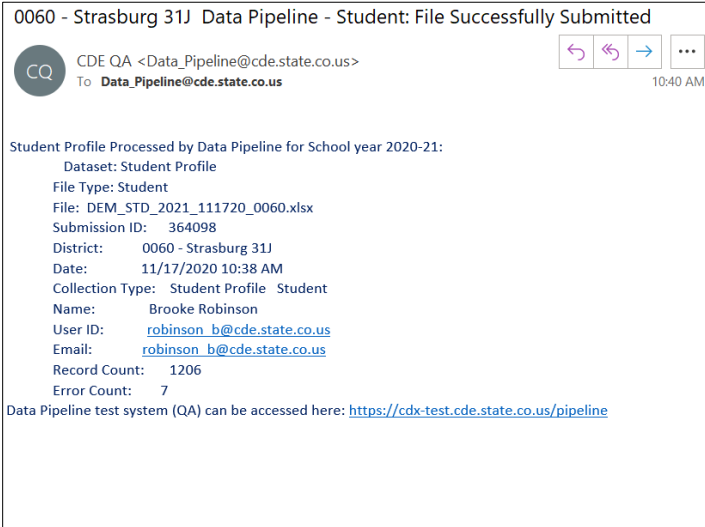 0060 - Strasburg 31J  Data Pipeline - Student: File Successfully Submitted
CQ
CDE QA <Data_Pipeline@cde.state.co.us>
To Data_Pipeline@cde.state.co.us
10:40 AM
Student Profile Processed by Data Pipeline for School year 2020-21:
Dataset: Student Profile
File Type: Student
File: DEM_STD_2021_111720_0060.xlsx
Submission ID: 364098
District: 0060 - Strasburg 31J
Date: 11/17/2020 10:38 AM
Collection Type: Student Profile Student
Name: Brooke Robinson
User ID: robinson_b@cde.state.co.us
Email: robinson_b@cde.state.co.us
Record Count: 1206
Error Count: 7
Data Pipeline test system (QA) can be accessed here: https://cdx-test.cde.state.co.us/pipeline